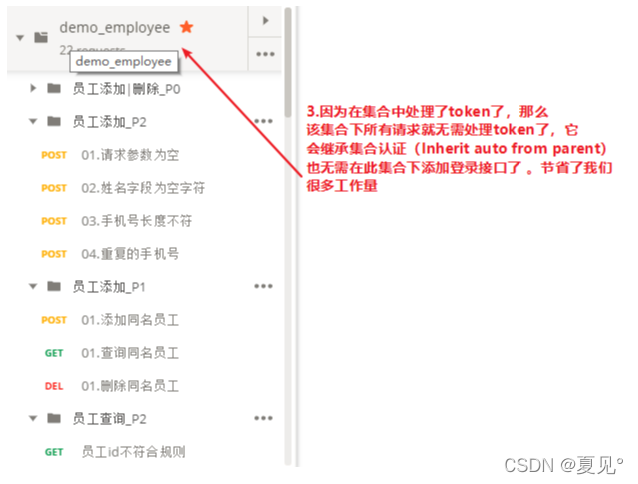 demo_employee
22 requests
demo_employee
员工添加|删除_P0
员工添加_P2
POST 01.请求参数为空
POST 02.姓名字段为空字符
POST 03.手机号长度不符
POST 04.重复的手机号
员工添加_P1
POST 01.添加同名员工
GET 01.查询同名员工
DEL 01.删除同名员工
员工查询_P2
GET 员工id不符合规则
3.因为在集合中处理了token了，那么
该集合下所有请求就无需处理token了，它
会继承集合认证（Inherit auto from parent）
也无需在此集合下添加登录接口了 。节省了我们
很多工作量
CSDN @夏见°